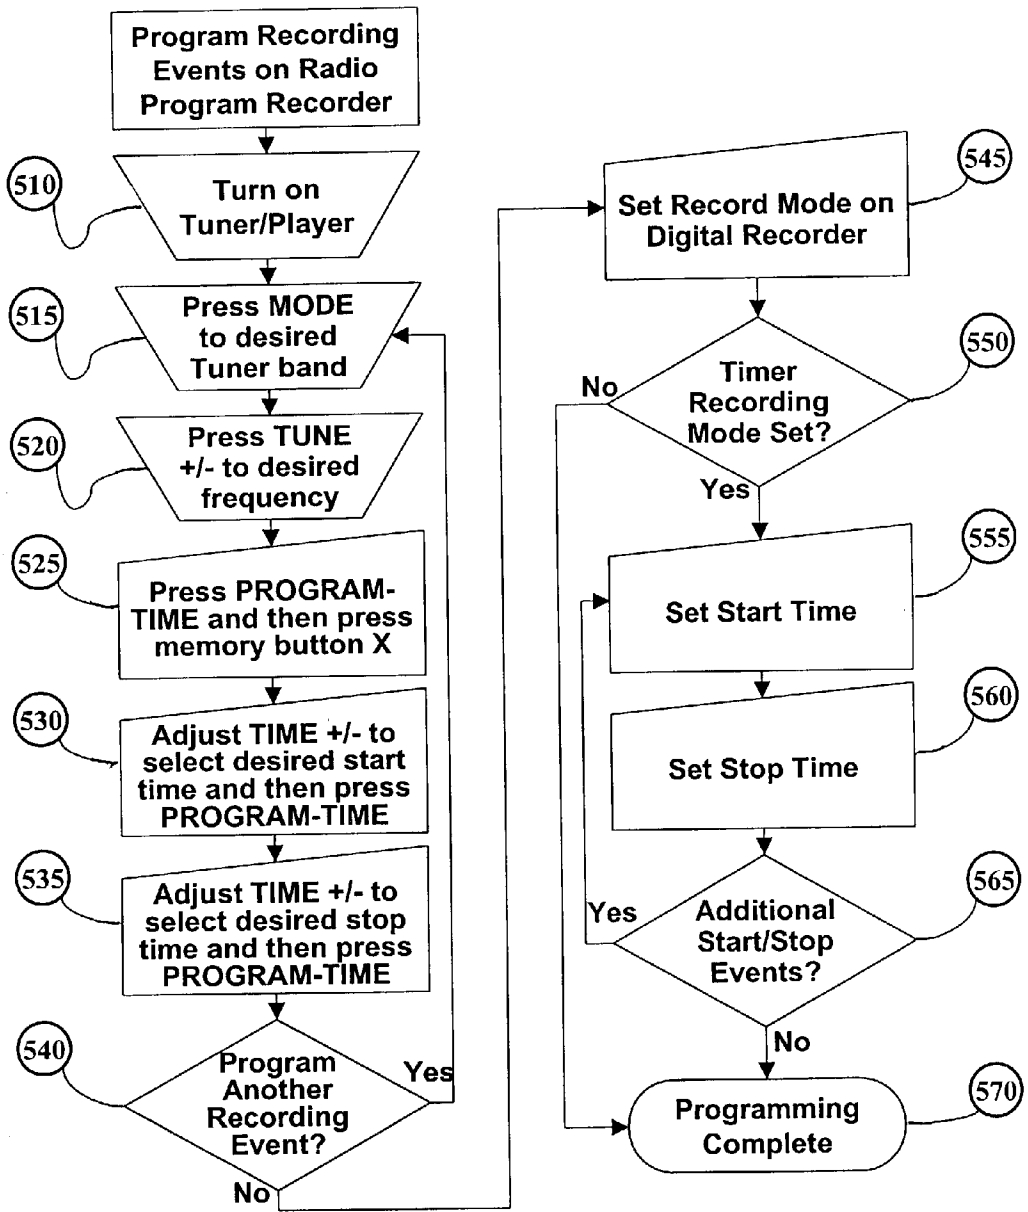 Program Recording
Events on Radio
Program Recorder
510
Turn on
Tuner/Player
515
Press MODE
to desired
Tuner band
520
Press TUNE
+/- to desired
frequency
525
Press PROGRAM-
TIME and then press
memory button X
530
Adjust TIME +/- to
select desired start
time and then press
PROGRAM-TIME
535
Adjust TIME +/- to
select desired stop
time and then press
PROGRAM-TIME
540
Program
Another
Recording
Event?
Yes
No
545
Set Record Mode on
Digital Recorder
550
No
Timer
Recording
Mode Set?
Yes
555
Set Start Time
560
Set Stop Time
565
Yes
Additional
Start/Stop
Events?
No
570
Programming
Complete